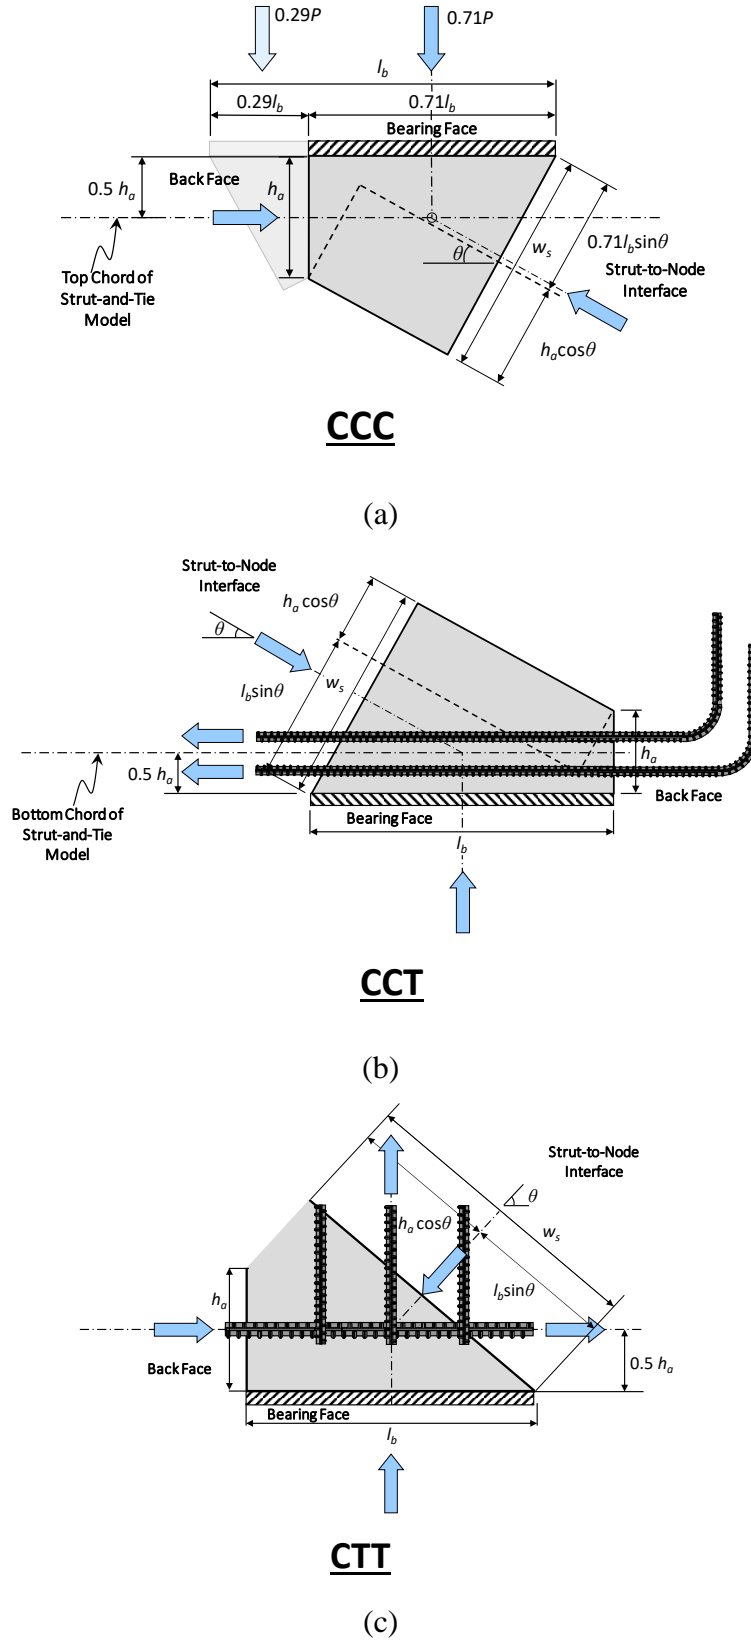 0.29P
0.71P
l_b
0.29l_b
0.71l_b
Bearing Face
0.5 h_a
Back Face
h_a
w_s
0.71l_b sinθ
θ
Top Chord of
Strut-and-Tie
Model
Strut-to-Node
Interface
h_a cosθ
CCC
(a)
Strut-to-Node
Interface
h_a cosθ
θ
l_b sinθ
w_s
h_a
0.5 h_a
Back Face
Bottom Chord of
Strut-and-Tie
Model
Bearing Face
l_b
CCT
(b)
Strut-to-Node
Interface
θ
h_a cosθ
w_s
l_b sinθ
h_a
Back Face
0.5 h_a
Bearing Face
l_b
CTT
(c)